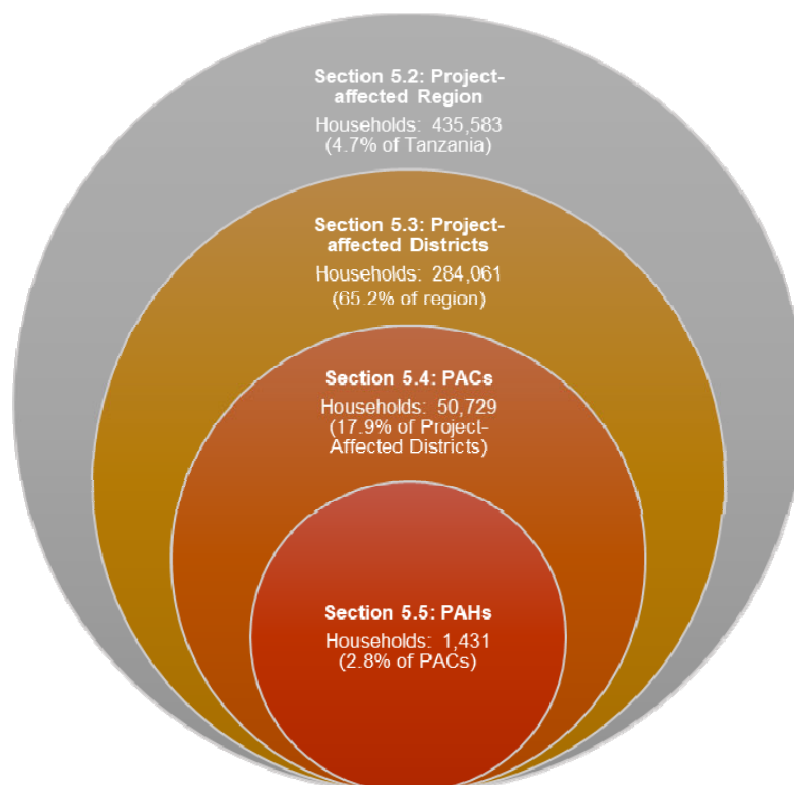 Section 5.2: Project-
affected Region
Households: 435,583
(4.7% of Tanzania)
Section 5.3: Project-
affected Districts
Households: 284,061
(65.2% of region)
Section 5.4: PACs
Households: 50,729
(17.9% of Project-
Affected Districts)
Section 5.5: PAHs
Households: 1,431
(2.8% of PACs)